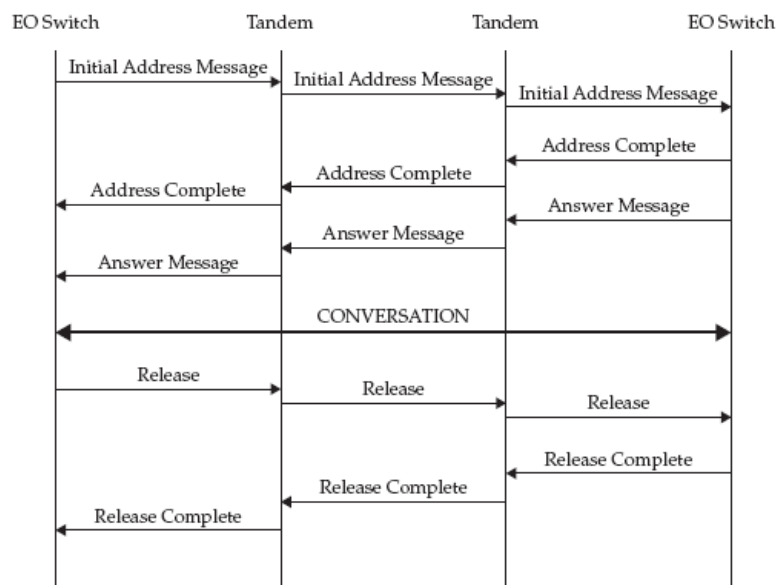 EO Switch
Tandem
Tandem
EO Switch
Initial Address Message
Initial Address Message
Initial Address Message
Address Complete
Address Complete
Address Complete
Answer Message
Answer Message
Answer Message
CONVERSATION
Release
Release
Release
Release Complete
Release Complete
Release Complete